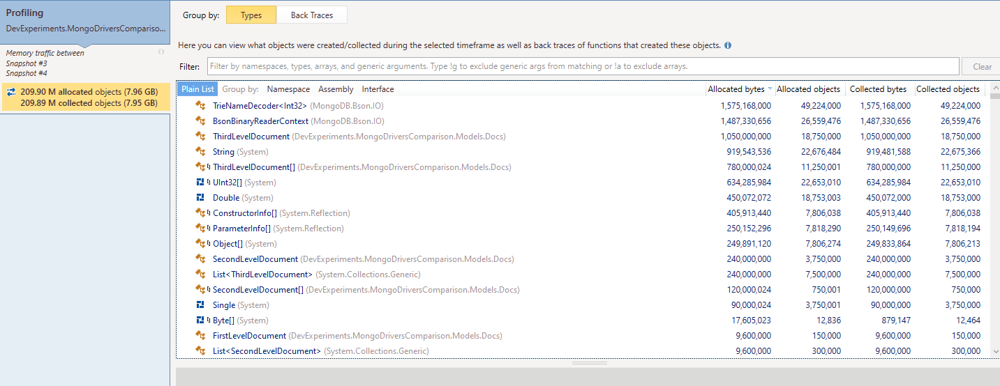 Profiling
DevExperiments.MongoDriversCompariso...
Memory traffic between
Snapshot #3
Snapshot #4
209.90 M allocated objects (7.96 GB)
209.89 M collected objects (7.95 GB)
Group by: Types Back Traces
Here you can view what objects were created/collected during the selected timeframe as well as back traces of functions that created these objects.
Filter: Filter by namespaces, types, arrays, and generic arguments. Type !g to exclude generic args from matching or !a to exclude arrays. Clear
Plain List Group by: Namespace Assembly Interface Allocated bytes Allocated objects Collected bytes Collected objects
TrieNameDecoder<Int32> (MongoDB.Bson.IO) 1,575,168,000 49,224,000 1,575,168,000 49,224,000
BsonBinaryReaderContext (MongoDB.Bson.IO) 1,487,330,656 26,559,476 1,487,330,656 26,559,476
ThirdLevelDocument (DevExperiments.MongoDriversComparison.Models.Docs) 1,050,000,000 18,750,000 1,050,000,000 18,750,000
String (System) 919,543,536 22,676,484 919,481,588 22,675,366
ThirdLevelDocument[] (DevExperiments.MongoDriversComparison.Models.Docs) 780,000,024 11,250,001 780,000,000 11,250,000
UInt32[] (System) 634,285,984 22,653,010 634,285,984 22,653,010
Double (System) 450,072,072 18,753,003 450,072,000 18,753,000
ConstructorInfo[] (System.Reflection) 405,913,440 7,806,038 405,913,440 7,806,038
ParameterInfo[] (System.Reflection) 250,152,296 7,818,290 250,149,696 7,818,194
Object[] (System) 249,891,120 7,806,274 249,833,864 7,806,213
SecondLevelDocument (DevExperiments.MongoDriversComparison.Models.Docs) 240,000,000 3,750,000 240,000,000 3,750,000
List<ThirdLevelDocument> (System.Collections.Generic) 240,000,000 7,500,000 240,000,000 7,500,000
SecondLevelDocument[] (DevExperiments.MongoDriversComparison.Models.Docs) 120,000,024 750,001 120,000,000 750,000
Single (System) 90,000,024 3,750,001 90,000,000 3,750,000
Byte[] (System) 17,605,023 12,836 879,147 12,464
FirstLevelDocument (DevExperiments.MongoDriversComparison.Models.Docs) 9,600,000 150,000 9,600,000 150,000
List<SecondLevelDocument> (System.Collections.Generic) 9,600,000 300,000 9,600,000 300,000